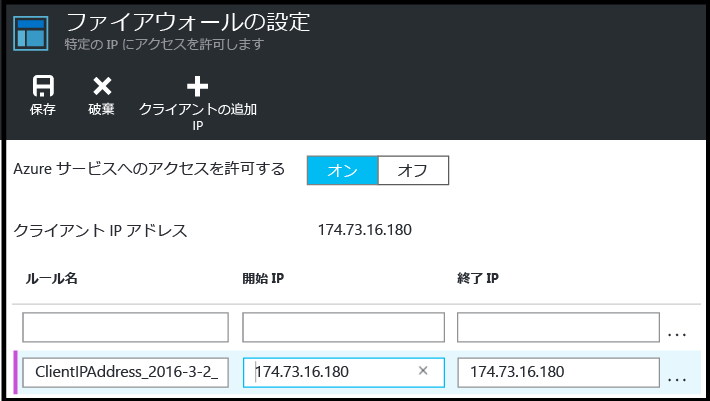 ファイアウォールの設定
特定の IP にアクセスを許可します
保存
破棄
クライアントの追加
IP
Azure サービスへのアクセスを許可する
オン
オフ
クライアント IP アドレス
174.73.16.180
ルール名
開始 IP
終了 IP
...
ClientIPAddress_2016-3-2_
174.73.16.180
174.73.16.180
...